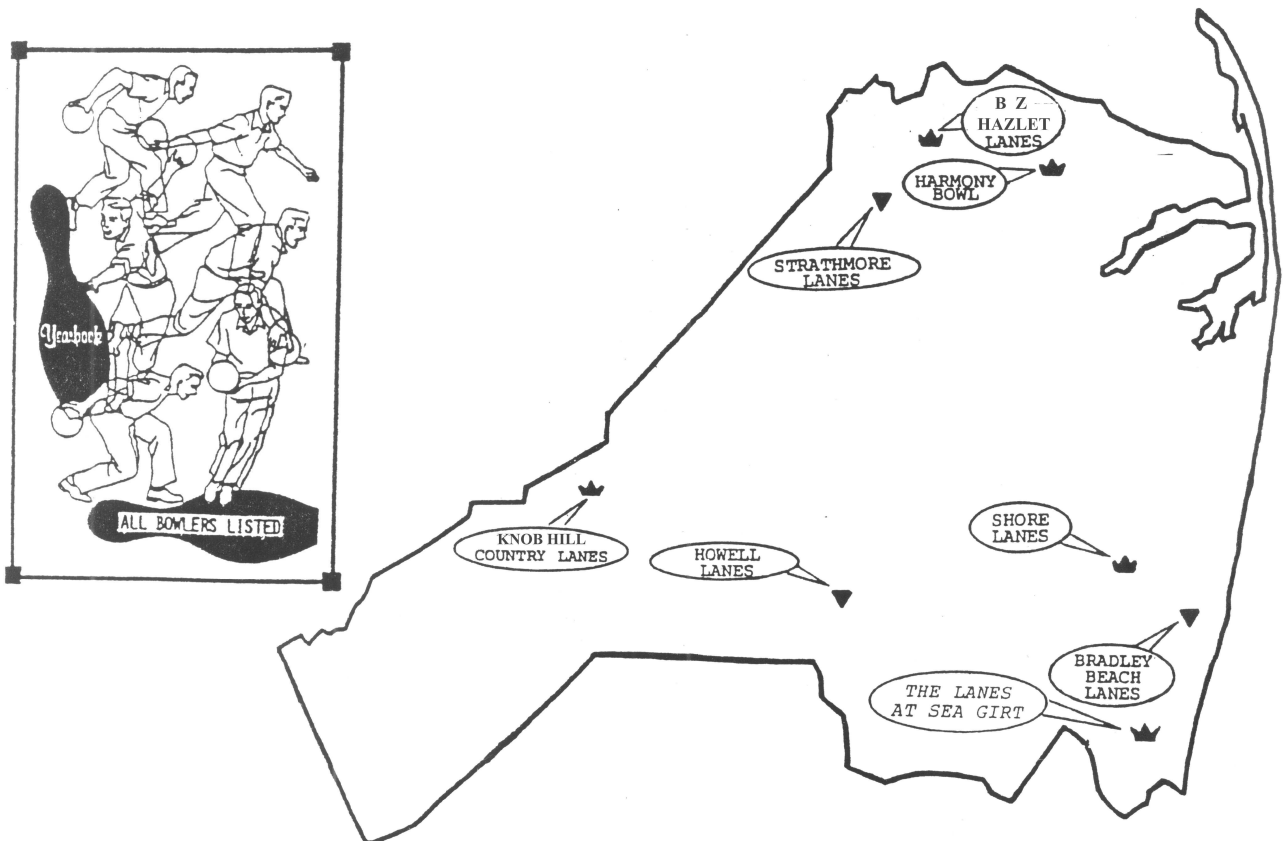 Yearbook
ALL BOWLERS LISTED
B Z
HAZLET
LANES
HARMONY
BOWL
STRATHMORE
LANES
KNOB HILL
COUNTRY LANES
HOWELL
LANES
SHORE
LANES
BRADLEY
BEACH
LANES
THE LANES
AT SEA GIRT